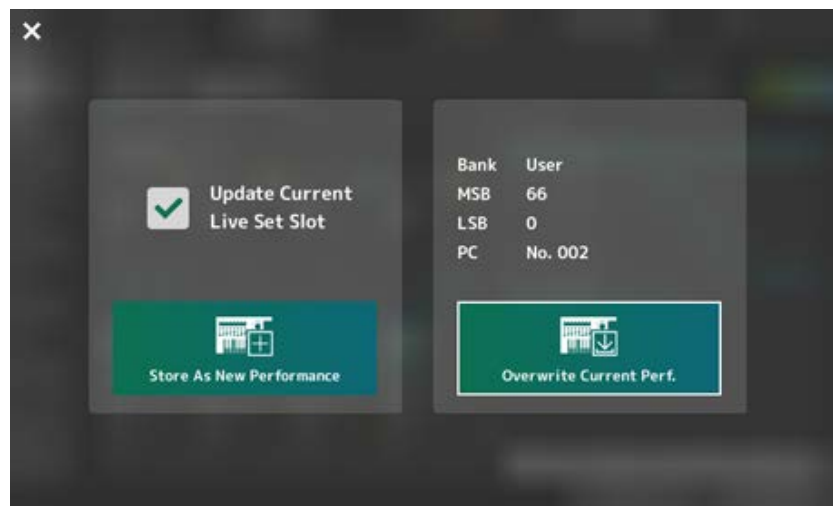 Update Current
Live Set Slot
Store As New Performance
Bank User
MSB 66
LSB 0
PC No. 002
Overwrite Current Perf.